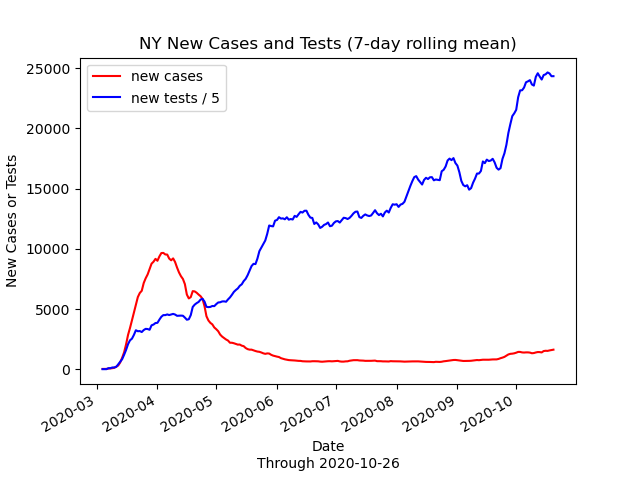 NY New Cases and Tests (7-day rolling mean)
new cases
new tests / 5
New Cases or Tests
25000
20000
15000
10000
5000
0
2020-03
2020-04
2020-05
2020-06
2020-07
2020-08
2020-09
2020-10
Date
Through 2020-10-26